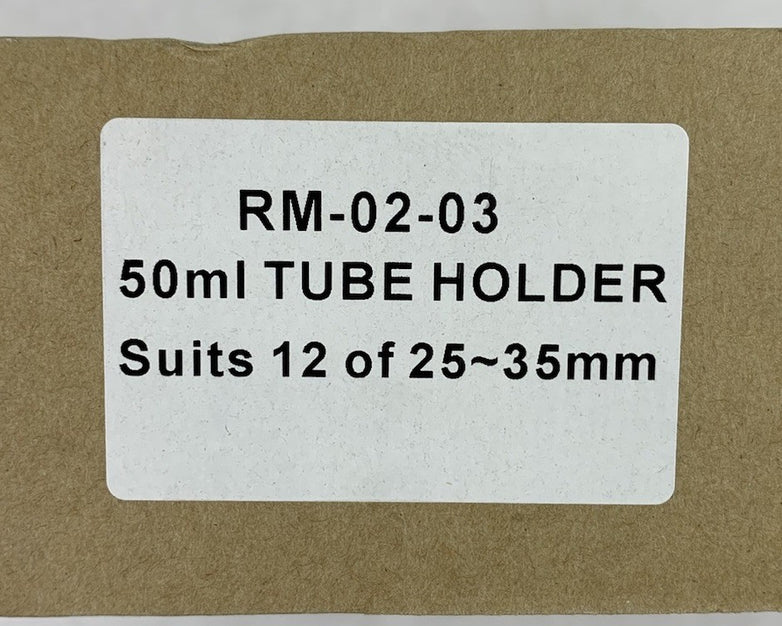 RM-02-03
50ml TUBE HOLDER
Suits 12 of 25~35mm